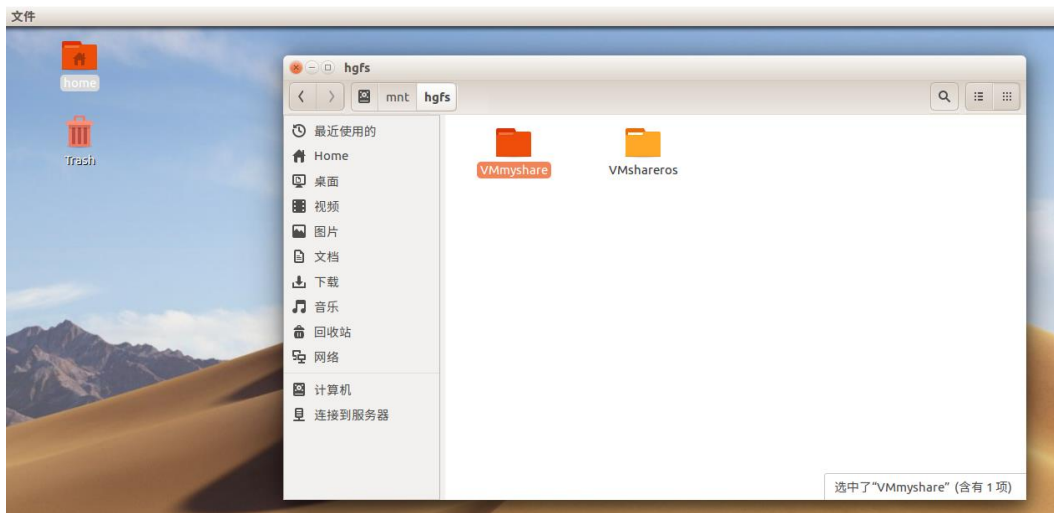 文件
home
Trash
hgfs
mnt hgfs
最近使用的
Home
桌面
视频
图片
文档
下载
音乐
回收站
网络
计算机
连接到服务器
VMmyshare VMshareros
选中了“VMmyshare” (含有 1 项)